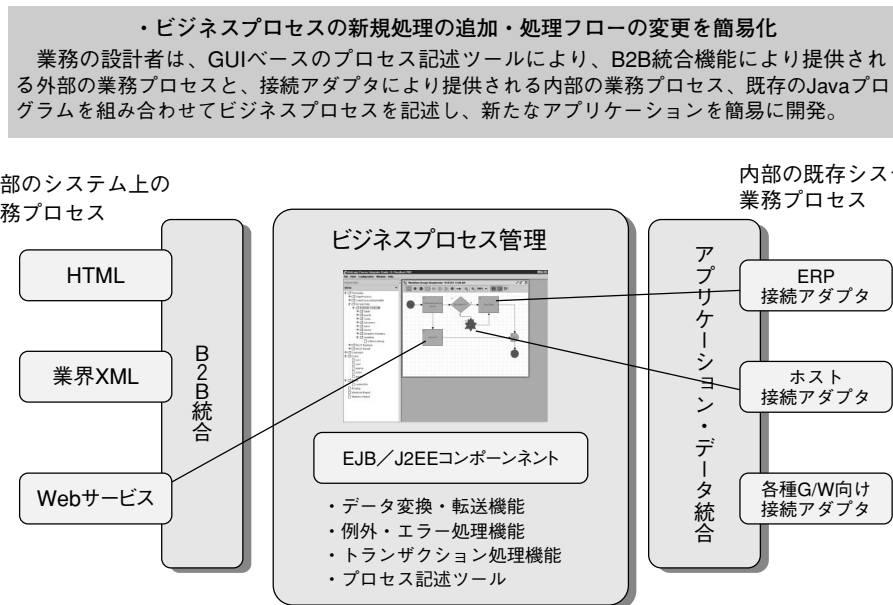 ・ビジネスプロセスの新規処理の追加・処理フローの変更を簡易化
業務の設計者は、GUIベースのプロセス記述ツールにより、B2B統合機能により提供され
る外部の業務プロセスと、接続アダプタにより提供される内部の業務プロセス、既存のJavaプロ
グラムを組み合わせてビジネスプロセスを記述し、新たなアプリケーションを簡易に開発。
部のシステム上の
務プロセス
内部の既存シス
業務プロセス
HTML
業界XML
Webサービス
B2B統合
ビジネスプロセス管理
EJB／J2EEコンポーンネント
・データ変換・転送機能
・例外・エラー処理機能
・トランザクション処理機能
・プロセス記述ツール
アプリケーション・データ統合
ERP
接続アダプタ
ホスト
接続アダプタ
各種G/W向け
接続アダプタ